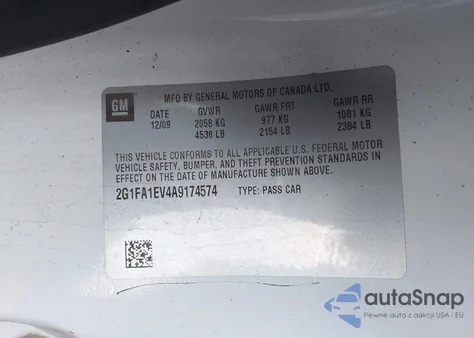 GM
MFD BY GENERAL MOTORS OF CANADA LTD.
DATE GVWR GAWR FRT GAWR RR
12/09 2058 KG 977 KG 1081 KG
4538 LB 2154 LB 2384 LB
THIS VEHICLE CONFORMS TO ALL APPLICABLE U.S. FEDERAL MOTOR
VEHICLE SAFETY, BUMPER, AND THEFT PREVENTION STANDARDS IN
EFFECT ON THE DATE OF MANUFACTURE SHOWN ABOVE.
2G1FA1EV4A9174574 TYPE: PASS CAR
autoSnap
Pewne auta z aukcji USA i EU